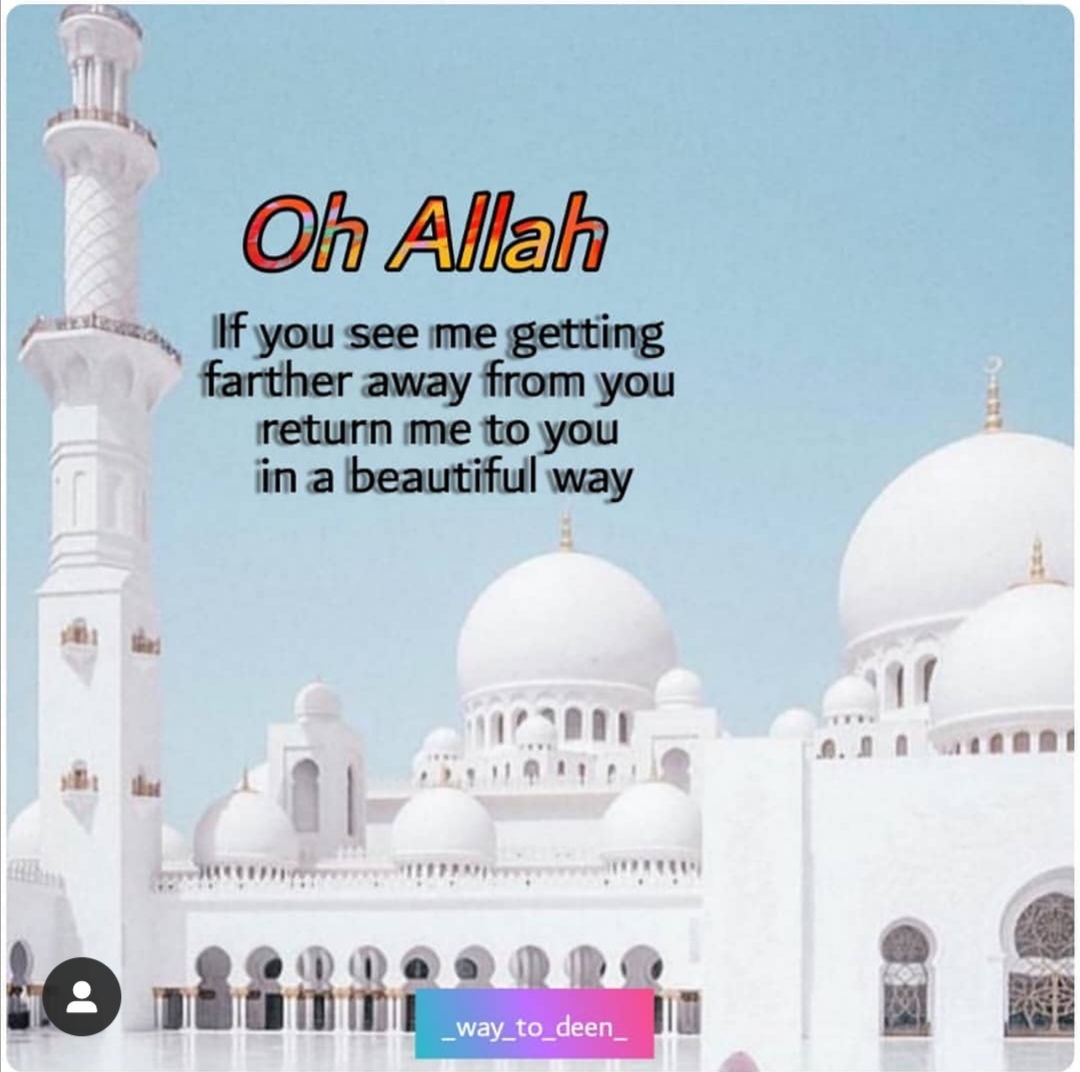 Oh Allah
If you see me getting
farther away from you
return me to you
in a beautiful way
_way_to_deen_